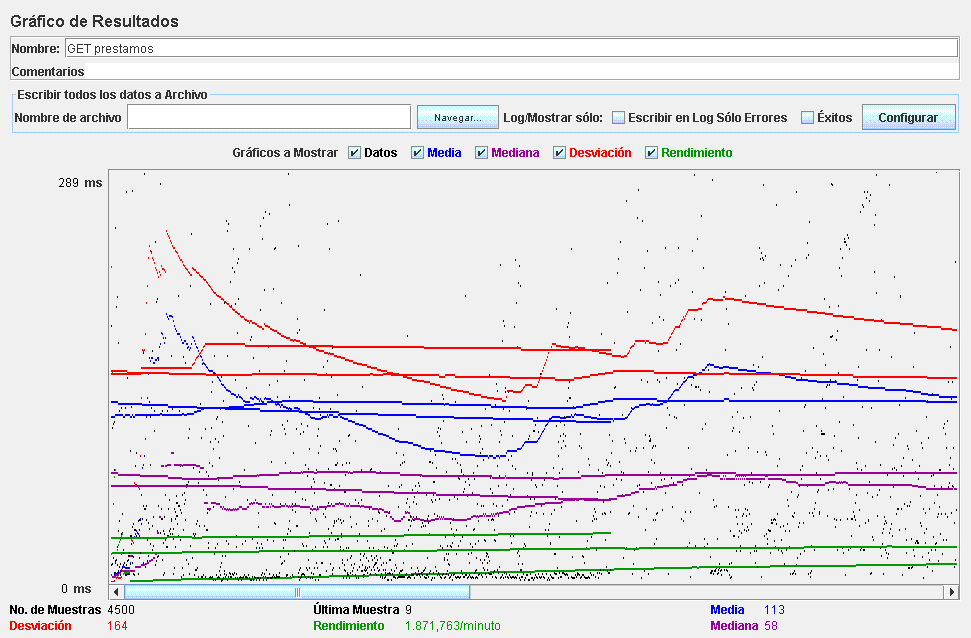 Gráfico de Resultados
Nombre: GET prestamos
Comentarios
Escribir todos los datos a Archivo
Nombre de archivo Navegar... Log/Mostrar sólo: Escribir en Log Sólo Errores Éxitos Configurar
Gráficos a Mostrar Datos Media Mediana Desviación Rendimiento
289 ms
0 ms
No. de Muestras 4500 Última Muestra 9 Media 113
Desviación 164 Rendimiento 1.871,763/minuto Mediana 58